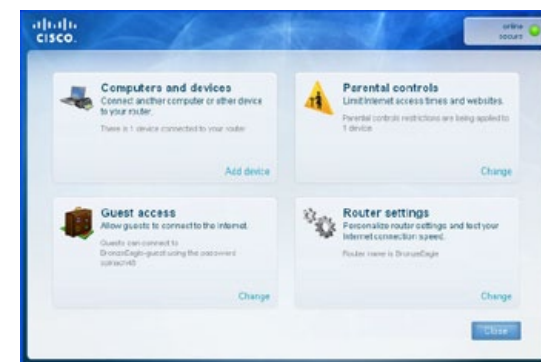 CISCO.
online
secure
Computers and devices
Connect another computer or other device
to your router.
There is 1 device connected to your router
Add device
Parental controls
Limit Internet access times and websites.
Parental controls restrictions are being applied to
1 device
Change
Guest access
Allow guests to connect to the Internet.
Guests can connect to
BronzeEagle-guest using the password
Change
Router settings
Personalize router settings and test your
Internet connection speed.
Router name is BronzeEagle
Change
Close